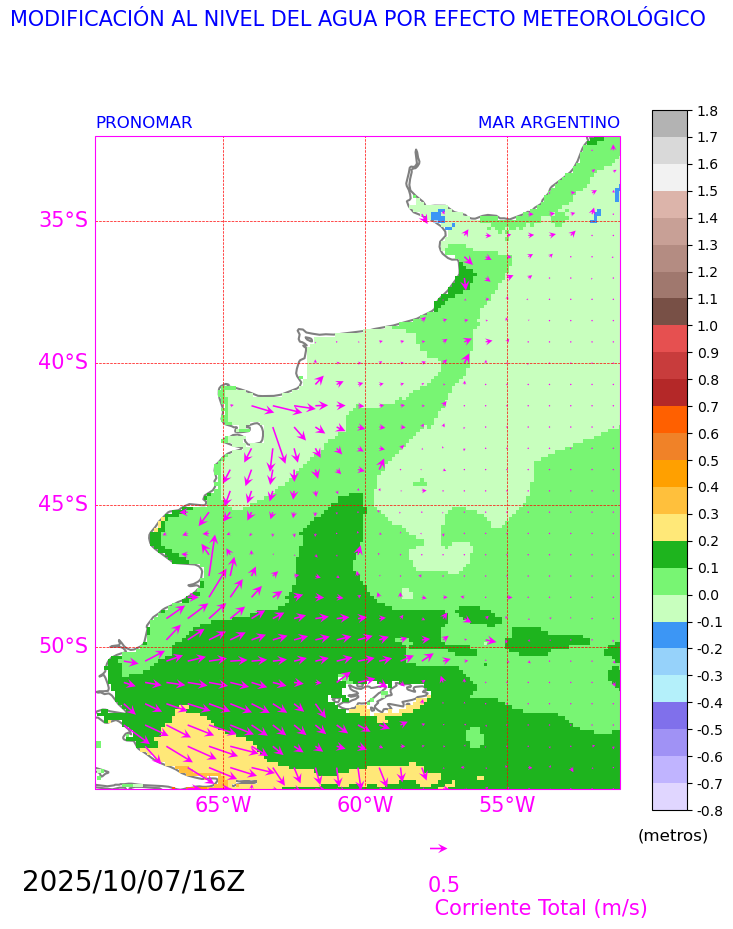 MODIFICACIÓN AL NIVEL DEL AGUA POR EFECTO METEOROLÓGICO
PRONOMAR
MAR ARGENTINO
35°S
40°S
45°S
50°S
65°W
60°W
55°W
1.8
1.7
1.6
1.5
1.4
1.3
1.2
1.1
1.0
0.9
0.8
0.7
0.6
0.5
0.4
0.3
0.2
0.1
0.0
-0.1
-0.2
-0.3
-0.4
-0.5
-0.6
-0.7
-0.8
(metros)
2025/10/07/16Z
0.5
Corriente Total (m/s)